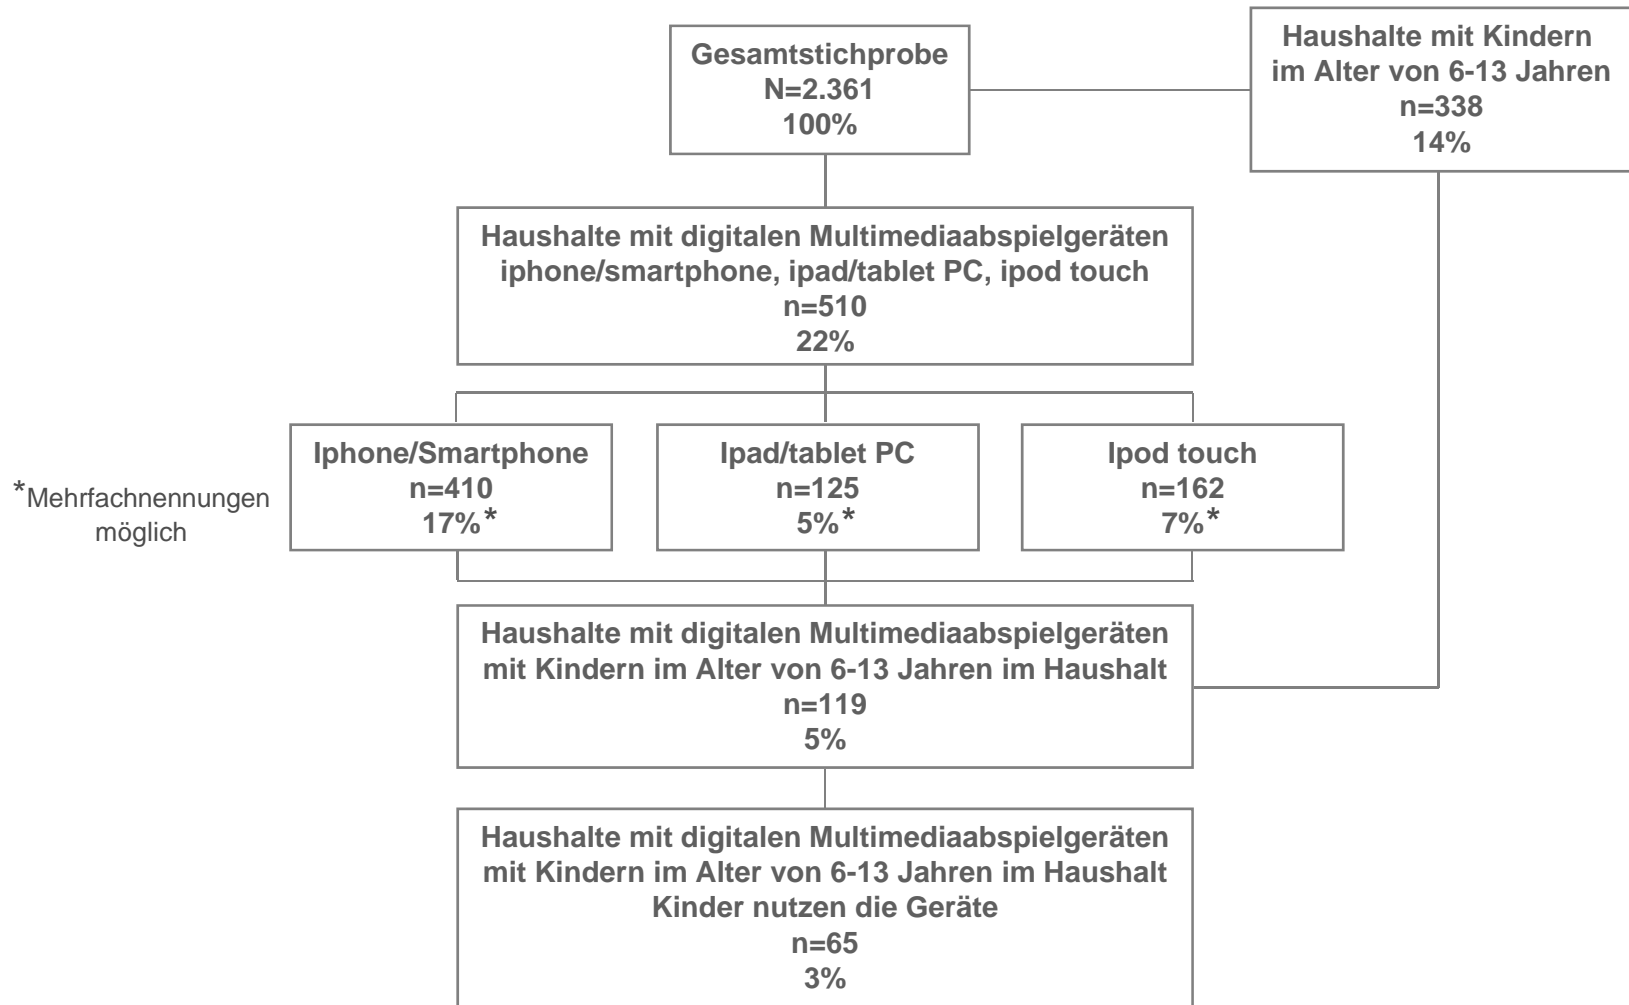 Gesamtstichprobe
N=2.361
100%
Haushalte mit Kindern
im Alter von 6-13 Jahren
n=338
14%
Haushalte mit digitalen Multimediaabspielgeräten
iphone/smartphone, ipad/tablet PC, ipod touch
n=510
22%
Iphone/Smartphone
n=410
17%*
Ipad/tablet PC
n=125
5%*
Ipod touch
n=162
7%*
*Mehrfachnennungen
möglich
Haushalte mit digitalen Multimediaabspielgeräten
mit Kindern im Alter von 6-13 Jahren im Haushalt
n=119
5%
Haushalte mit digitalen Multimediaabspielgeräten
mit Kindern im Alter von 6-13 Jahren im Haushalt
Kinder nutzen die Geräte
n=65
3%